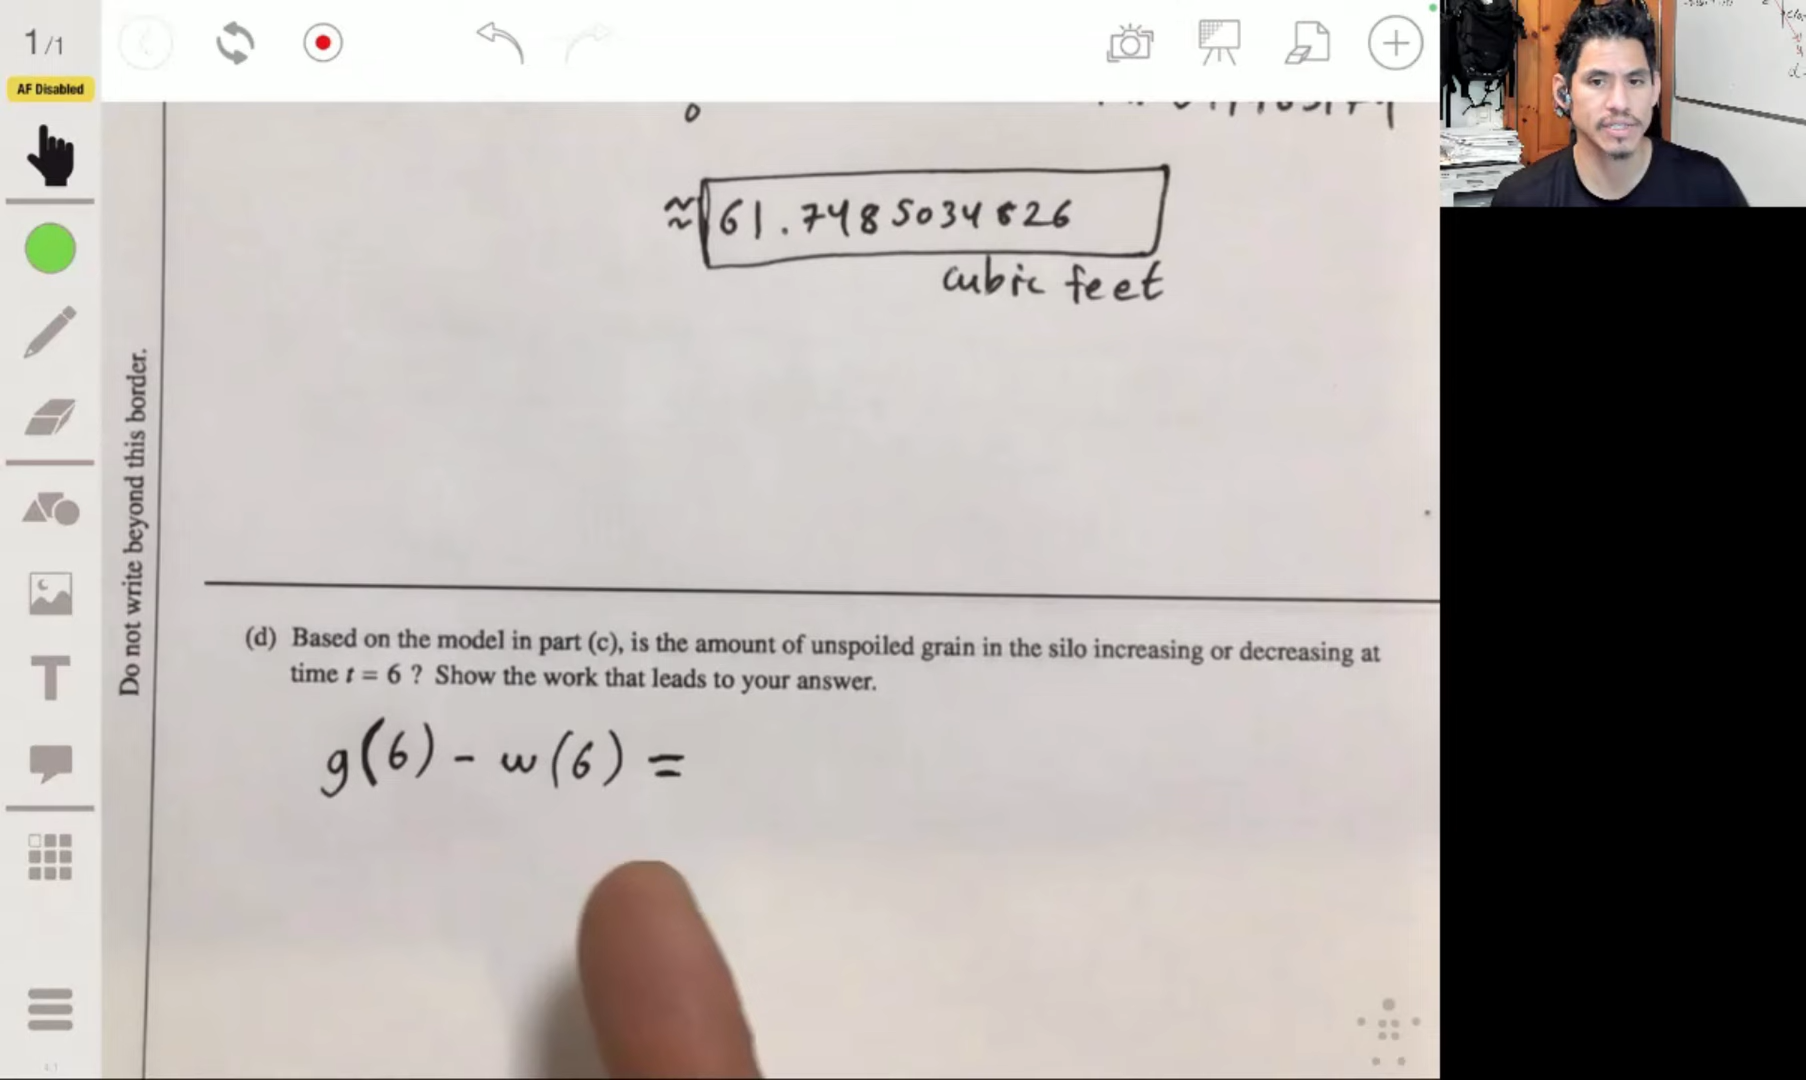 1/1
AF Disabled
≈ 61.7485034826
cubic feet
Do not write beyond this border.
(d) Based on the model in part (c), is the amount of unspoiled grain in the silo increasing or decreasing at
time t = 6 ? Show the work that leads to your answer.
g(6) - w(6) =
T